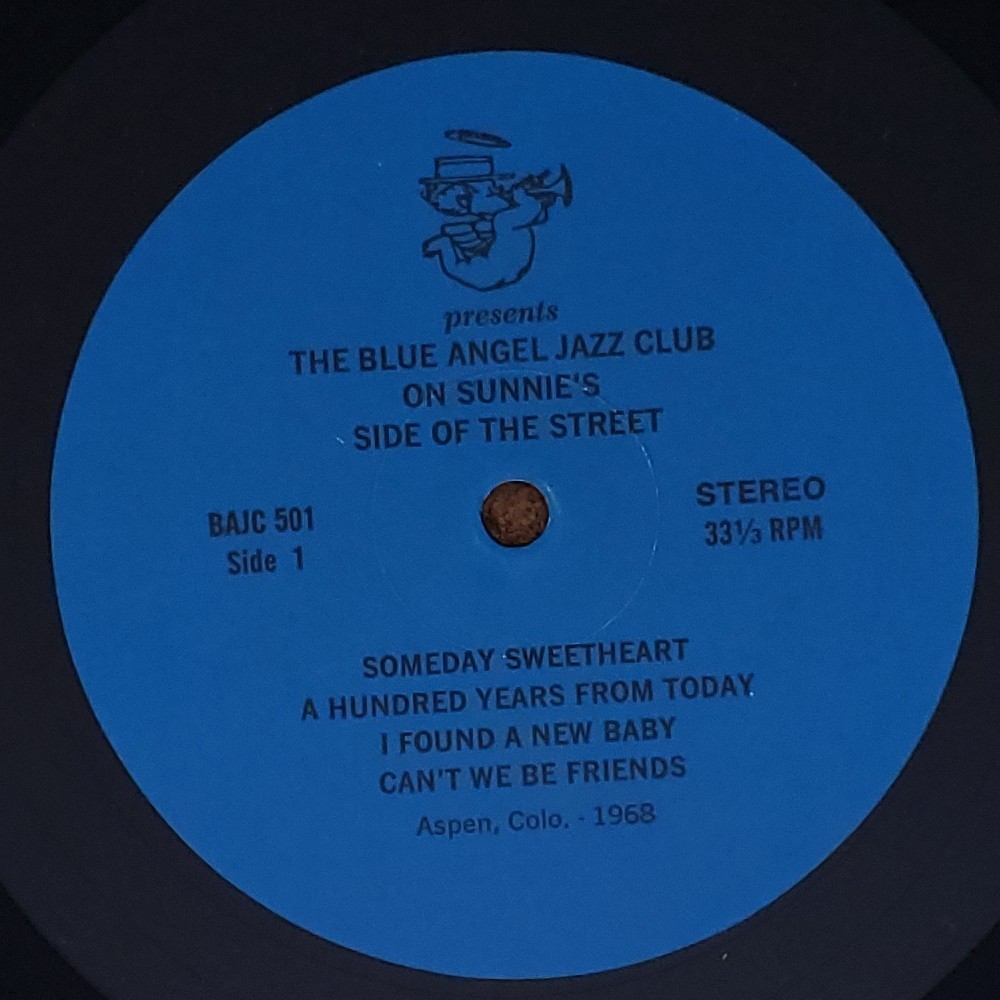 presents
THE BLUE ANGEL JAZZ CLUB
ON SUNNIE'S
SIDE OF THE STREET
BAJC 501
Side 1
STEREO
33⅓ RPM
SOMEDAY SWEETHEART
A HUNDRED YEARS FROM TODAY
I FOUND A NEW BABY
CAN'T WE BE FRIENDS
Aspen, Colo. - 1968